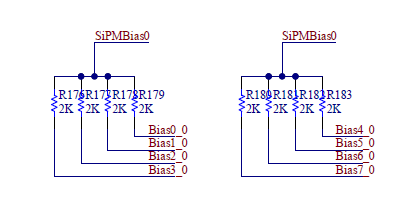 SiPMBias0 SiPMBias0
R176 R177 R178 R179 R180 R181 R182 R183
2K 2K 2K 2K 2K 2K 2K 2K
Bias0_0 Bias4_0
Bias1_0 Bias5_0
Bias2_0 Bias6_0
Bias3_0 Bias7_0